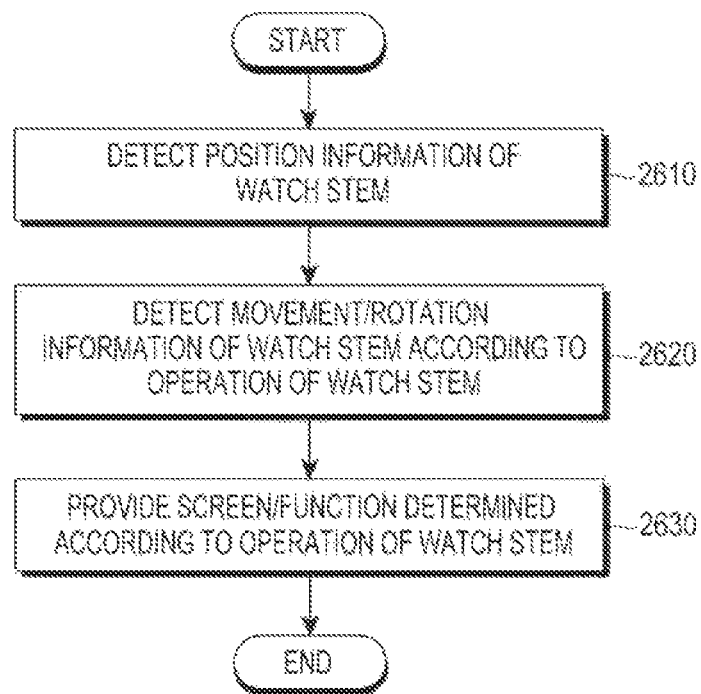 START
DETECT POSITION INFORMATION OF
WATCH STEM
2610
DETECT MOVEMENT/ROTATION
INFORMATION OF WATCH STEM ACCORDING TO
OPERATION OF WATCH STEM
2620
PROVIDE SCREEN/FUNCTION DETERMINED
ACCORDING TO OPERATION OF WATCH STEM
2630
END